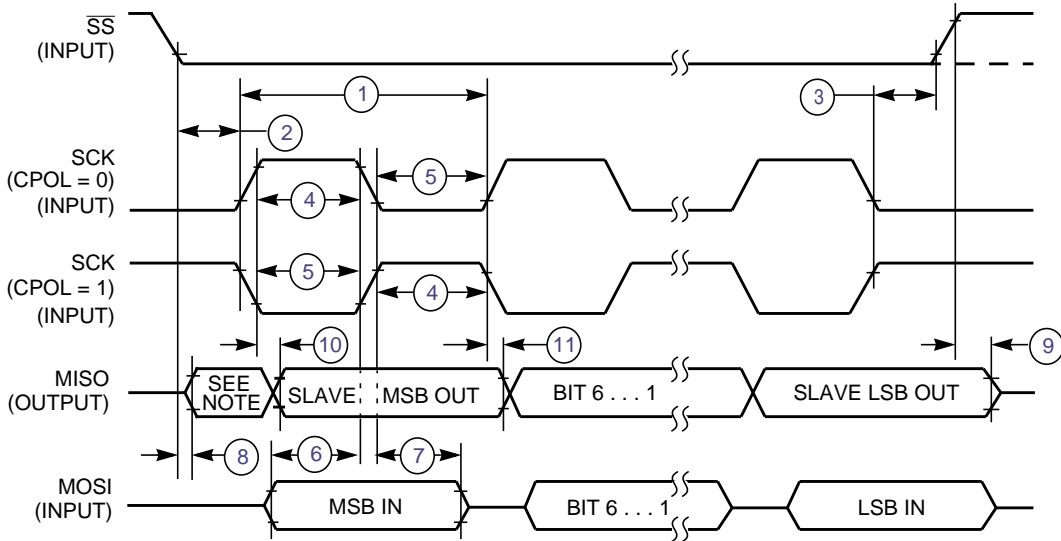 SS
(INPUT)
1
3
2
SCK
(CPOL = 0)
(INPUT)
5
4
SCK
(CPOL = 1)
(INPUT)
5
4
10
11
9
MISO
(OUTPUT)
SEE
NOTE
SLAVE
MSB OUT
BIT 6 . . . 1
SLAVE LSB OUT
8
6
7
MOSI
(INPUT)
MSB IN
BIT 6 . . . 1
LSB IN